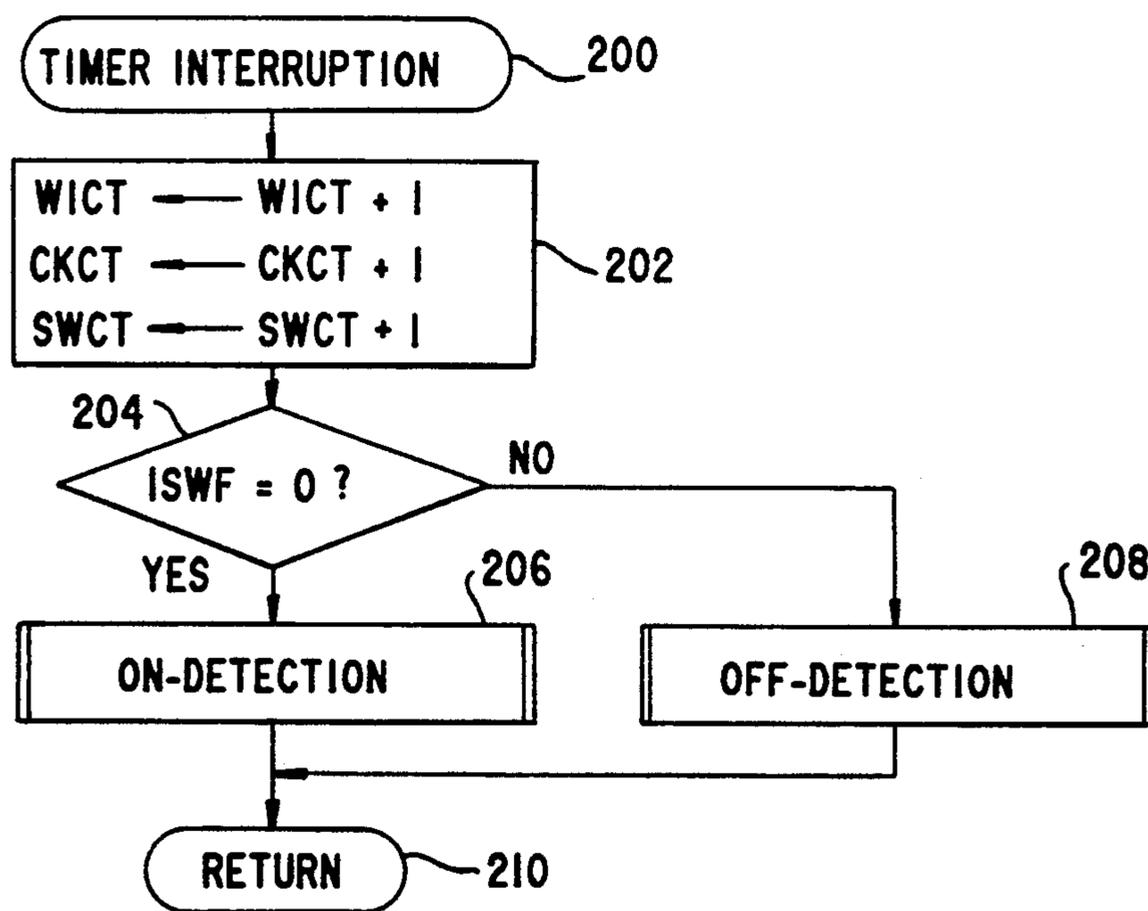 TIMER INTERRUPTION
200
WICT ← WICT + 1
CKCT ← CKCT + 1
SWCT ← SWCT + 1
202
204
ISWF = 0 ?
NO
YES
206
208
ON-DETECTION
OFF-DETECTION
RETURN
210